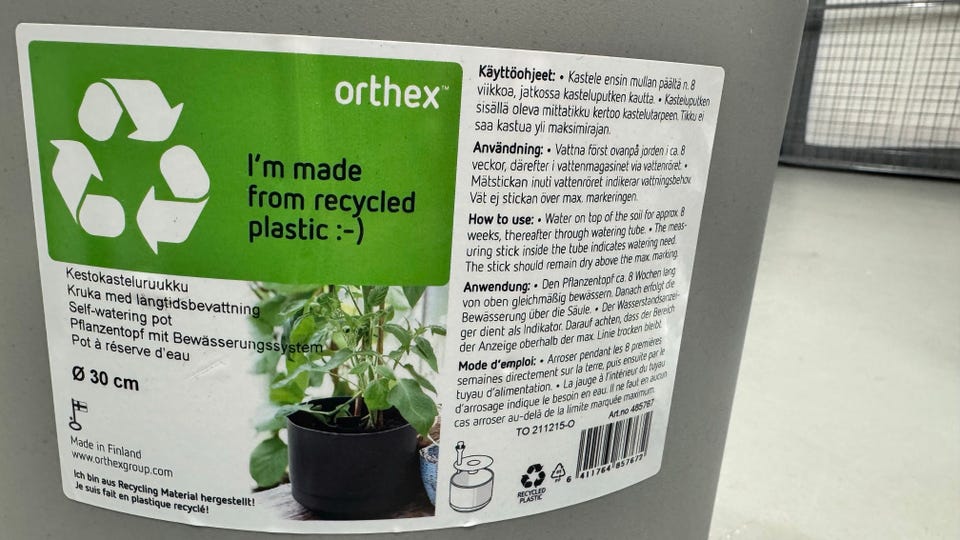 orthex™
I'm made
from recycled
plastic :-)
Kestokasteluruukku
Kruka med långtidsbevattning
Self-watering pot
Pflanzentopf mit Bewässerungssystem
Pot à réserve d'eau
Ø 30 cm
Made in Finland
www.orthexgroup.com
Ich bin aus Recycling Material hergestellt!
Je suis fait en plastique recyclé!
Käyttöohjeet: • Kastele ensin mullan päältä n. 8
viikkoa, jatkossa kasteluputken kautta. • Kasteluputken
sisällä oleva mittatikku kertoo kastelutarpeen. Tikku ei
saa kastua yli maksimirajan.
Användning: • Vattna först ovanpå jorden i ca. 8
veckor, därefter i vattenmagasinet via vattenröret. •
Mätstickan inuti vattenröret indikerar vattningsbehov.
Vät ej stickan över max. markeringen.
How to use: • Water on top of the soil for approx. 8
weeks, thereafter through watering tube. • The meas-
uring stick inside the tube indicates watering need.
The stick should remain dry above the max. marking.
Anwendung: • Den Pflanzentopf ca. 8 Wochen lang
von oben gleichmäßig bewässern. Danach erfolgt die
Bewässerung über die Säule. • Der Wasserstandsanzei-
ger dient als Indikator. Darauf achten, dass der Bereich
der Anzeige oberhalb der max. Linie trocken bleibt.
Mode d'emploi: • Arroser pendant les 8 premières
semaines directement sur la terre, puis ensuite par le
tuyau d'alimentation. • La jauge à l'intérieur du tuyau
d'arrosage indique le besoin en eau. Il ne faut en aucun
cas arroser au-delà de la limite marquée maximum.
TO 211215-O
Art.no 485767
RECYCLED
PLASTIC
PP
6 411764 857672